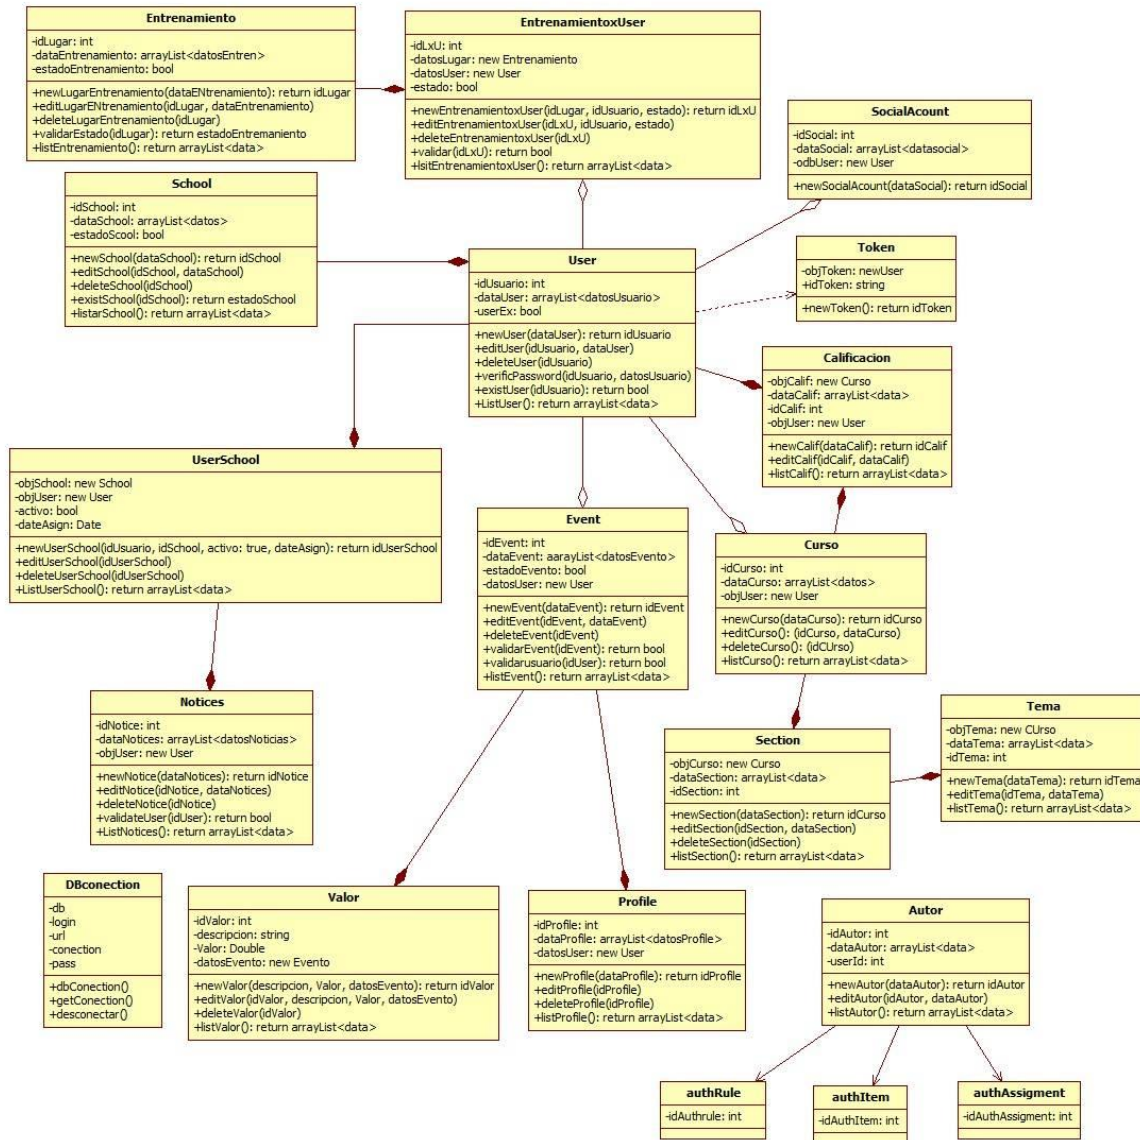 Entrenamiento
-idLugar: int
-dataEntrenamiento: arrayList<datosEntren>
-estadoEntrenamiento: bool
+newLugarEntrenamiento(dataENtrenamiento): return idLugar
+editLugarENtrenamiento(idLugar, dataEntrenamiento)
+deleteLugarEntrenamiento(idLugar)
+validarEstado(idLugar): return estadoEntremaniento
+listEntrenamiento(): return arrayList<data>
EntrenamientoxUser
-idLxU: int
-datosLugar: new Entrenamiento
-datosUser: new User
-estado: bool
+newEntrenamientoxUser(idLugar, idUsuario, estado): return idLxU
+editEntrenamientoxUser(idLxU, idUsuario, estado)
+deleteEntrenamientoxUser(idLxU)
+validar(idLxU): return bool
+lsitEntrenamientoxUser(): return arrayList<data>
SocialAcount
-idSocial: int
-dataSocial: arrayList<datasocial>
-odbUser: new User
+newSocialAcount(dataSocial): return idSocial
School
-idSchool: int
-dataSchool: arrayList<datos>
-estadoScool: bool
+newSchool(dataSchool): return idSchool
+editSchool(idSchool, dataSchool)
+deleteSchool(idSchool)
+existSchool(idSchool): return estadoSchool
+listarSchool(): return arrayList<data>
User
-idUsuario: int
-dataUser: arrayList<datosUsuario>
-userEx: bool
+newUser(dataUser): return idUsuario
+editUser(idUsuario, dataUser)
+deleteUser(idUsuario)
+verificPassword(idUsuario, datosUsuario)
+existUser(idUsuario): return bool
+ListUser(): return arrayList<data>
Token
-objToken: newUser
+idToken: string
+newToken(): return idToken
Calificacion
-objCalif: new Curso
-dataCalif: arrayList<data>
-idCalif: int
-objUser: new User
+newCalif(dataCalif): return idCalif
+editCalif(idCalif, dataCalif)
+listCalif(): return arrayList<data>
UserSchool
-objSchool: new School
-objUser: new User
-activo: bool
-dateAsign: Date
+newUserSchool(idUsuario, idSchool, activo: true, dateAsign): return idUserSchool
+editUserSchool(idUserSchool)
+deleteUserSchool(idUserSchool)
+ListUserSchool(): return arrayList<data>
Event
-idEvent: int
-dataEvent: aarayList<datosEvento>
-estadoEvento: bool
-datosUser: new User
+newEvent(dataEvent): return idEvent
+editEvent(idEvent, dataEvent)
+deleteEvent(idEvent)
+validarEvent(idEvent): return bool
+validarusuario(idUser): return bool
+listEvent(): return arrayList<data>
Curso
-idCurso: int
-dataCurso: arrayList<datos>
-objUser: new User
+newCurso(dataCurso): return idCurso
+editCurso(): (idCurso, dataCurso)
+deleteCurso(): (idCUrso)
+listCurso(): return arrayList<data>
Notices
-idNotice: int
-dataNotices: arrayList<datosNoticias>
-objUser: new User
+newNotice(dataNotices): return idNotice
+editNotice(idNotice, dataNotices)
+deleteNotice(idNotice)
+validateUser(idUser): return bool
+ListNotices(): return arrayList<data>
Section
-objCurso: new Curso
-dataSection: arrayList<data>
-idSection: int
+newSection(dataSection): return idCurso
+editSection(idSection, dataSection)
+deleteSection(idSection)
+listSection(): return arrayList<data>
Tema
-objTema: new CUrso
-dataTema: arrayList<data>
-idTema: int
+newTema(dataTema): return idTema
+editTema(idTema, dataTema)
+listTema(): return arrayList<data>
DBconection
-db
-login
-url
-conection
-pass
+dbConection()
+getConection()
+desconectar()
Valor
-idValor: int
-descripcion: string
-Valor: Double
-datosEvento: new Evento
+newValor(descripcion, Valor, datosEvento): return idValor
+editValor(idValor, descripcion, Valor, datosEvento)
+deleteValor(idValor)
+listValor(): return arrayList<data>
Profile
-idProfile: int
-dataProfile: arrayList<datosProfile>
-datosUser: new User
+newProfile(dataProfile): return idProfile
+editProfile(idProfile)
+deleteProfile(idProfile)
+listProfile(): return arrayList<data>
Autor
-idAutor: int
-dataAutor: arrayList<data>
-userId: int
+newAutor(dataAutor): return idAutor
+editAutor(idAutor, dataAutor)
+listAutor(): return arrayList<data>
authRule
-idAuthrule: int
authItem
-idAuthItem: int
authAssigment
-idAuthAssigment: int